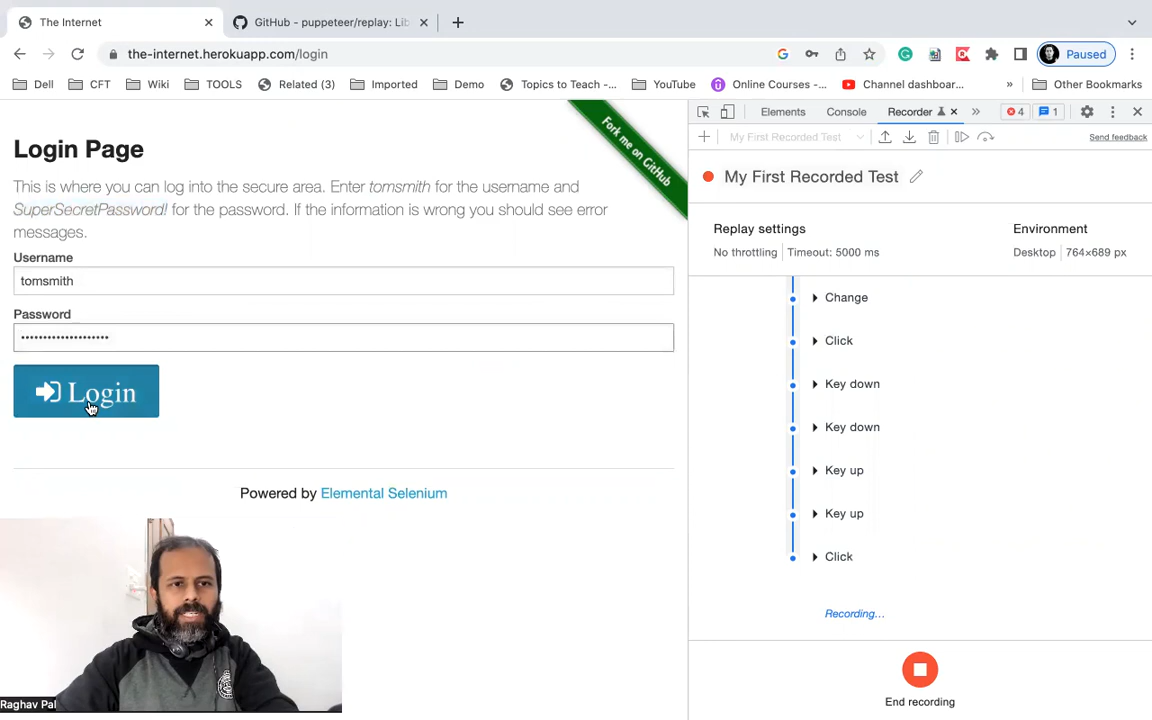 The Internet
GitHub - puppeteer/replay: Lib
the-internet.herokuapp.com/login
Paused
Dell
CFT
Wiki
TOOLS
Related (3)
Imported
Demo
Topics to Teach -...
YouTube
Online Courses -...
Channel dashboar...
»
Other Bookmarks
Fork me on GitHub
Login Page
This is where you can log into the secure area. Enter tomsmith for the username and
SuperSecretPassword! for the password. If the information is wrong you should see error
messages.
Username
tomsmith
Password
••••••••••••••••••••
Login
Powered by Elemental Selenium
Raghav Pal
Elements
Console
Recorder
»
4
1
My First Recorded Test
Send feedback
My First Recorded Test
Replay settings
Environment
No throttling
Timeout: 5000 ms
Desktop
764×689 px
Change
Click
Key down
Key down
Key up
Key up
Click
Recording...
End recording